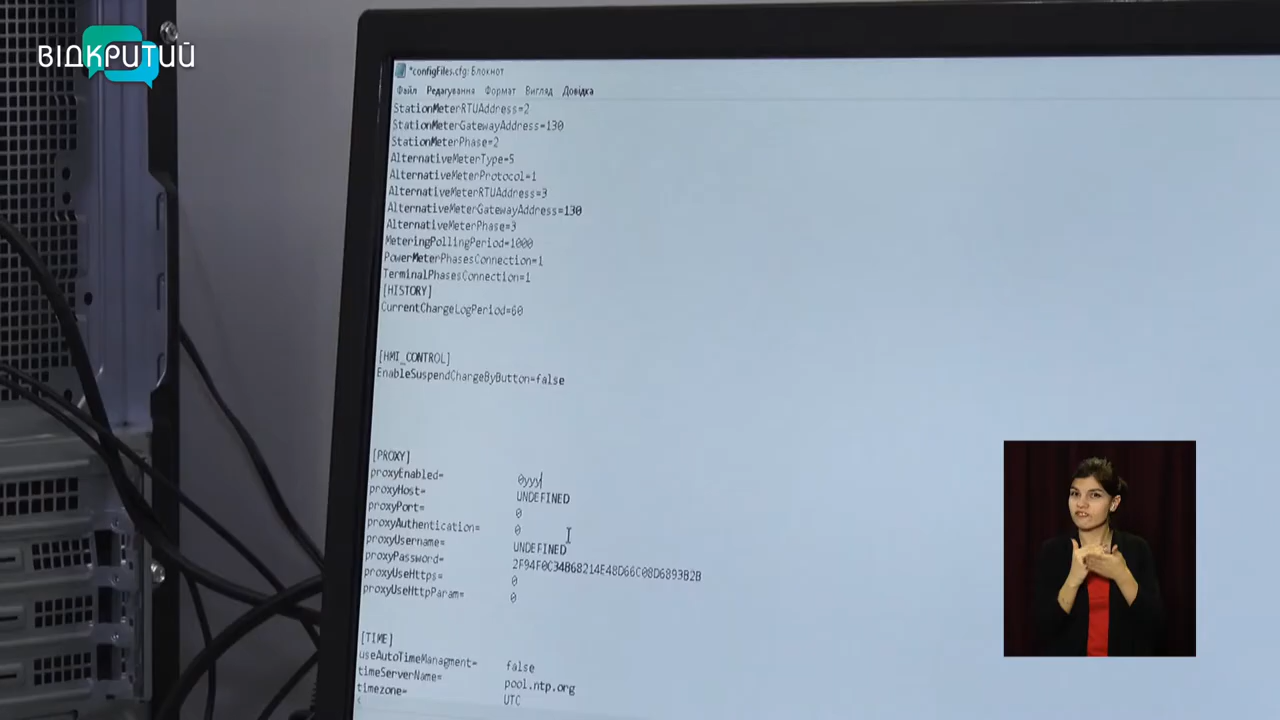 ВІДКРИТИЙ
*configFiles.cfg: Блокнот
Файл Редагування Формат Вигляд Довідка
StationMeterRTUAddress=2
StationMeterGatewayAddress=130
StationMeterPhase=2
AlternativeMeterType=5
AlternativeMeterProtocol=1
AlternativeMeterRTUAddress=3
AlternativeMeterGatewayAddress=130
AlternativeMeterPhase=3
MeteringPollingPeriod=1000
PowerMeterPhasesConnection=1
TerminalPhasesConnection=1
[HISTORY]
CurrentChargeLogPeriod=60
[HMI_CONTROL]
EnableSuspendChargeByButton=false
[PROXY]
proxyEnabled= 0yyy
proxyHost= UNDEFINED
proxyPort= 0
proxyAuthentication= 0
proxyUsername= UNDEFINED
proxyPassword= 2F94F0C34B68214E48D66C08D6893B2B
proxyUseHttps= 0
proxyUseHttpParam= 0
[TIME]
useAutoTimeManagment= false
timeServerName= pool.ntp.org
timezone= UTC